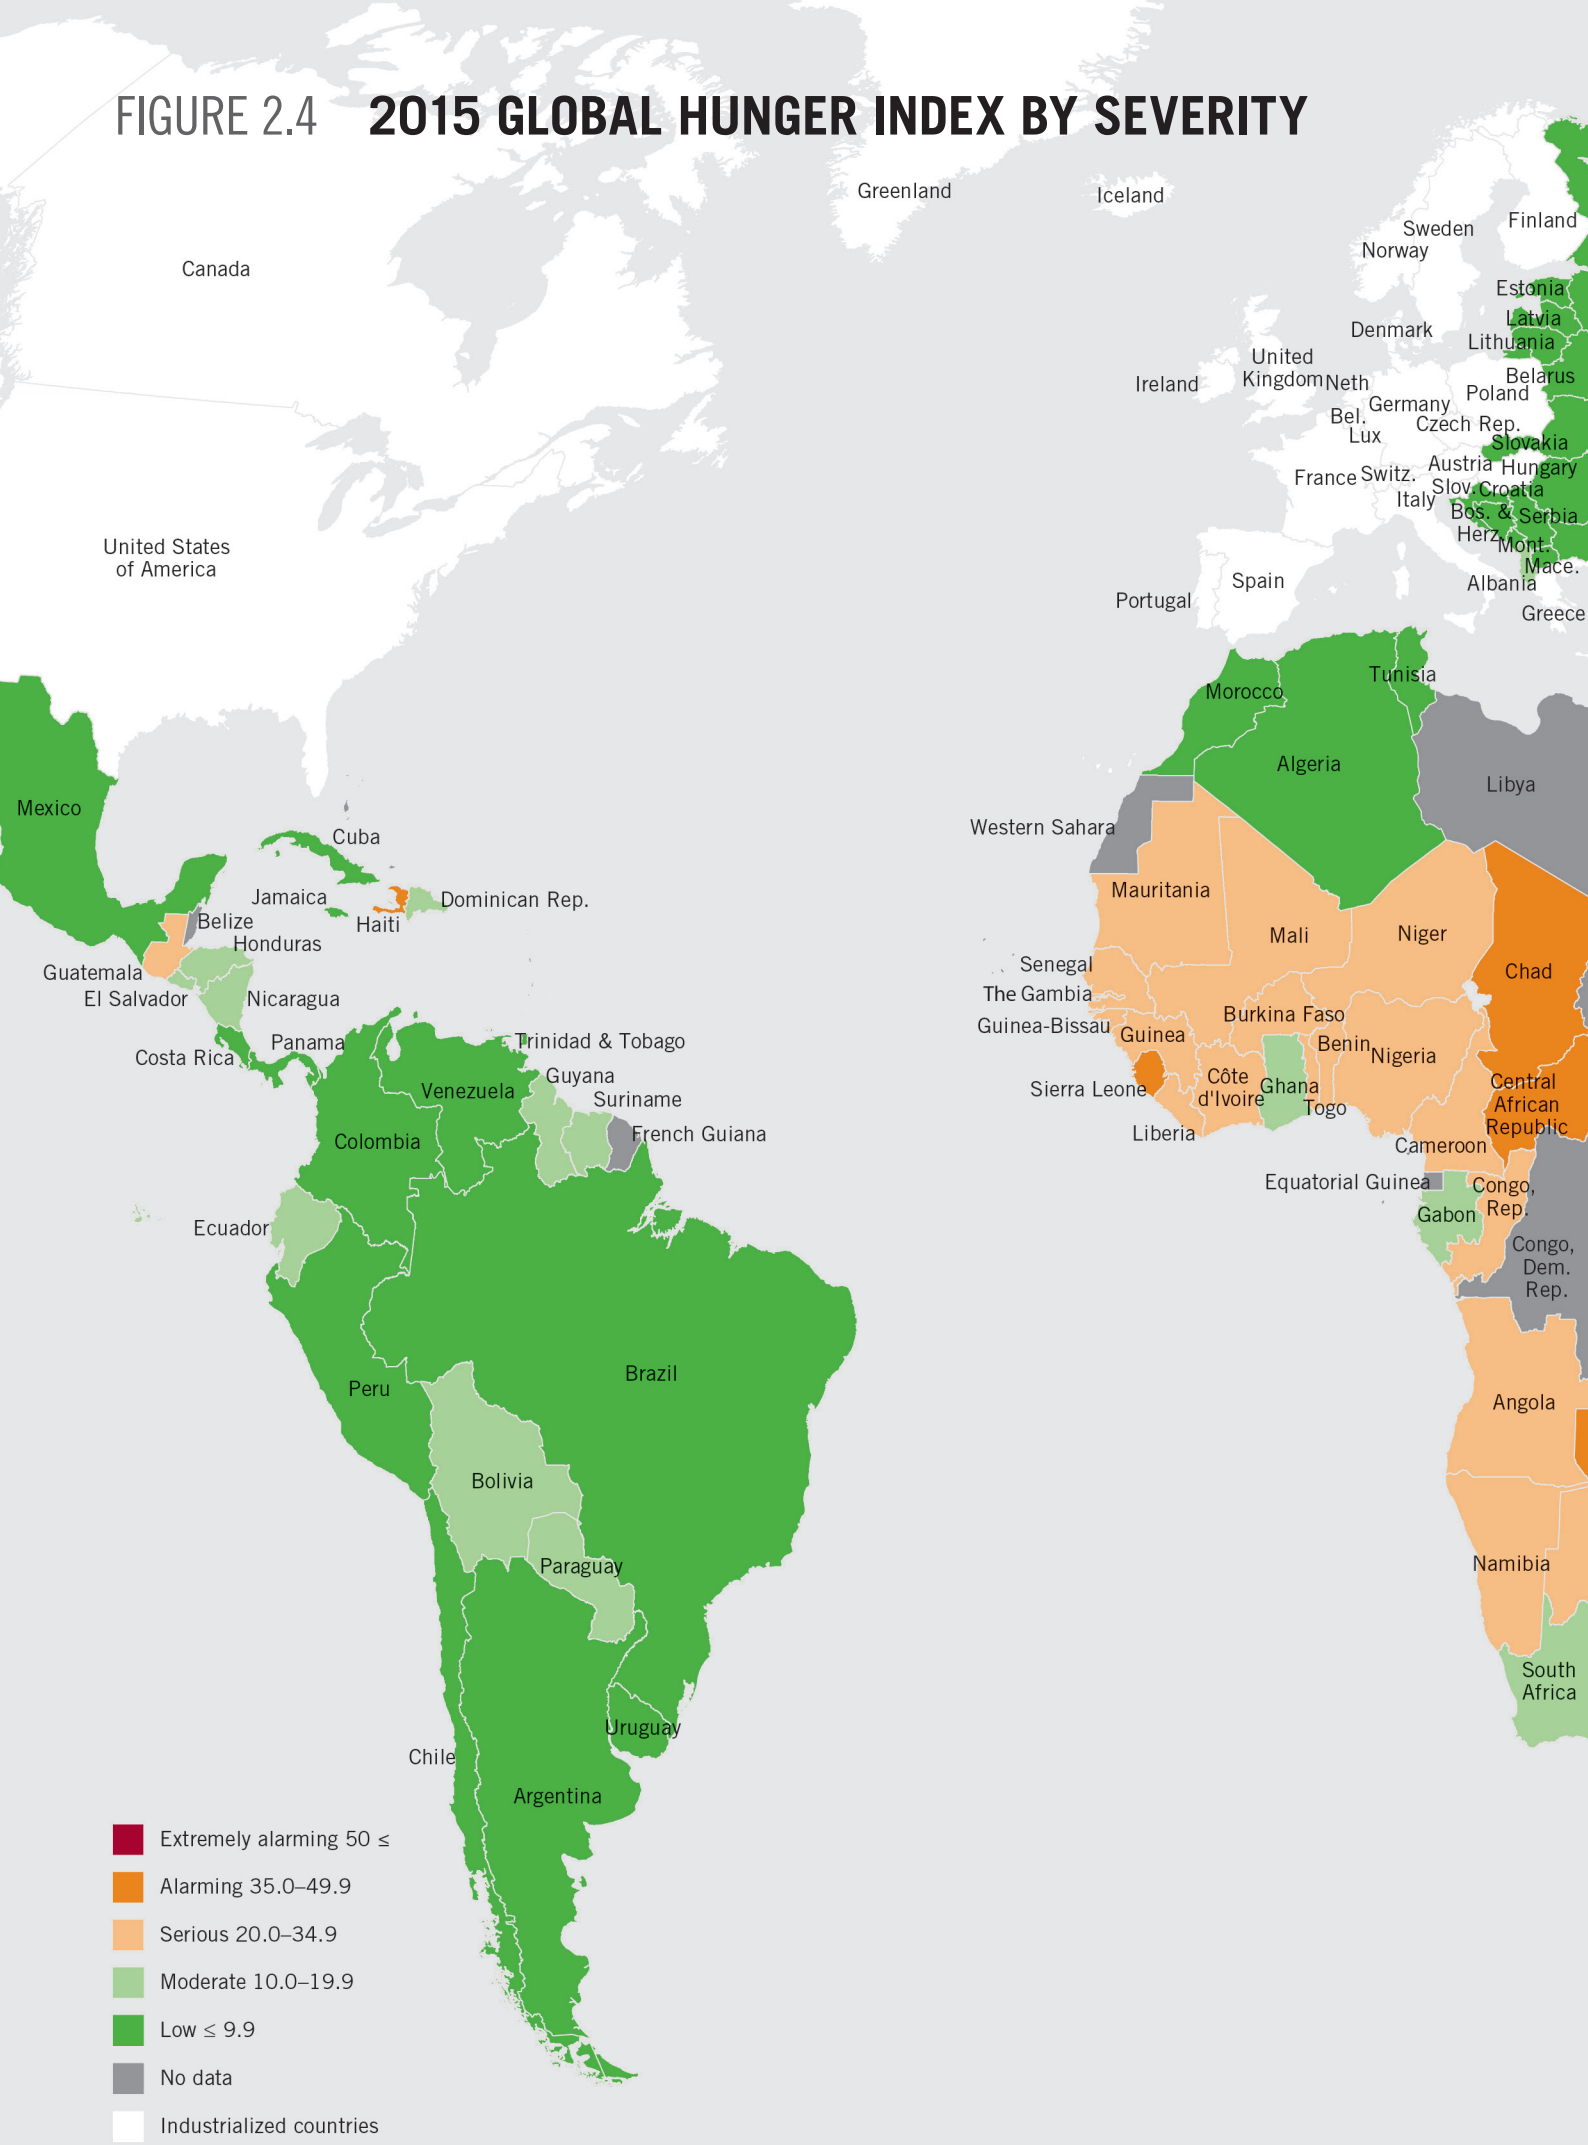 FIGURE 2.4 2015 GLOBAL HUNGER INDEX BY SEVERITY
Greenland
Iceland
Finland
Sweden
Norway
Canada
Estonia
Latvia
Denmark
Lithuania
United
Kingdom
Ireland
Neth
Belarus
Poland
Germany
Bel.
Czech Rep.
Lux
Slovakia
Austria
Hungary
France
Switz.
Slov.
Croatia
Italy
Bos. &
Herz.
Serbia
Mont.
Mace.
Albania
Greece
United States
of America
Spain
Portugal
Tunisia
Morocco
Algeria
Libya
Mexico
Western Sahara
Cuba
Mauritania
Jamaica
Dominican Rep.
Haiti
Belize
Honduras
Mali
Niger
Guatemala
Senegal
Chad
El Salvador
Nicaragua
The Gambia
Burkina Faso
Guinea-Bissau
Guinea
Panama
Trinidad & Tobago
Benin
Nigeria
Costa Rica
Guyana
Venezuela
Sierra Leone
Côte
d'Ivoire
Ghana
Central
African
Republic
Suriname
Togo
French Guiana
Liberia
Colombia
Cameroon
Equatorial Guinea
Congo,
Rep.
Gabon
Ecuador
Congo,
Dem.
Rep.
Brazil
Peru
Angola
Bolivia
Paraguay
Namibia
South
Africa
Uruguay
Chile
Argentina
Extremely alarming 50 ≤
Alarming 35.0–49.9
Serious 20.0–34.9
Moderate 10.0–19.9
Low ≤ 9.9
No data
Industrialized countries